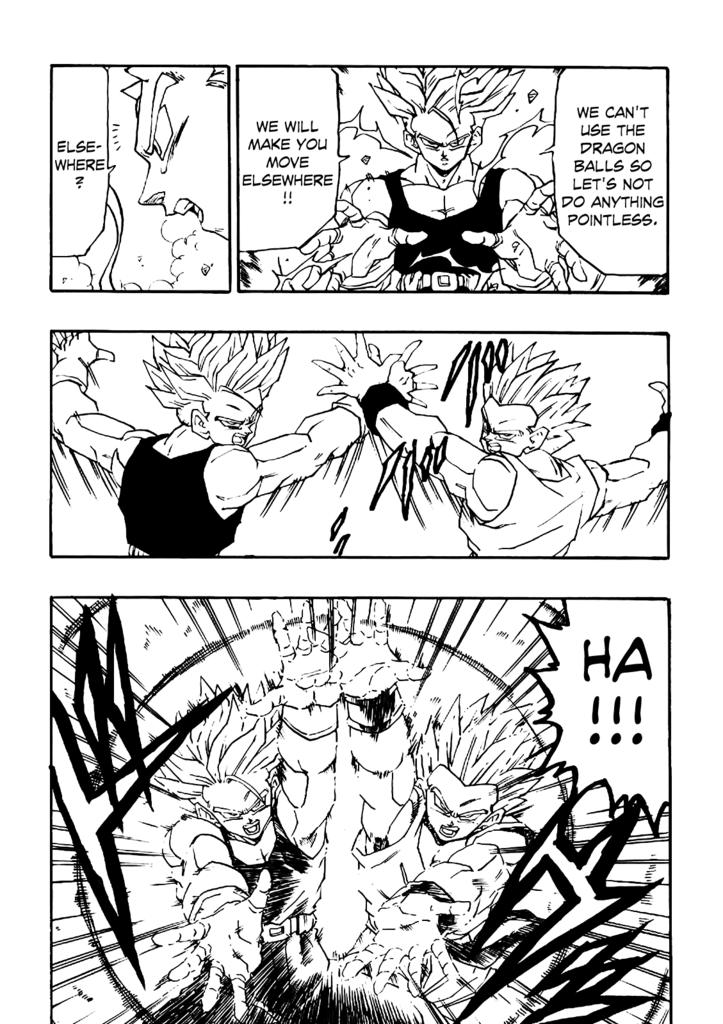 WE CAN'T
USE THE
DRAGON
BALLS SO
LET'S NOT
DO ANYTHING
POINTLESS.
WE WILL
MAKE YOU
MOVE
ELSEWHERE
!!
ELSE-
WHERE
?
HA
!!!